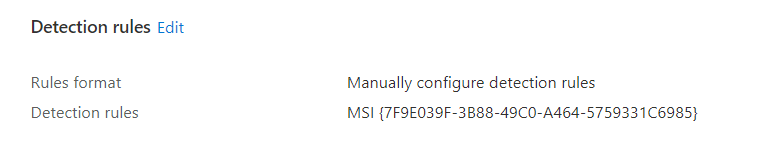 Detection rules Edit
Rules format Manually configure detection rules
Detection rules MSI {7F9E039F-3B88-49C0-A464-5759331C6985}